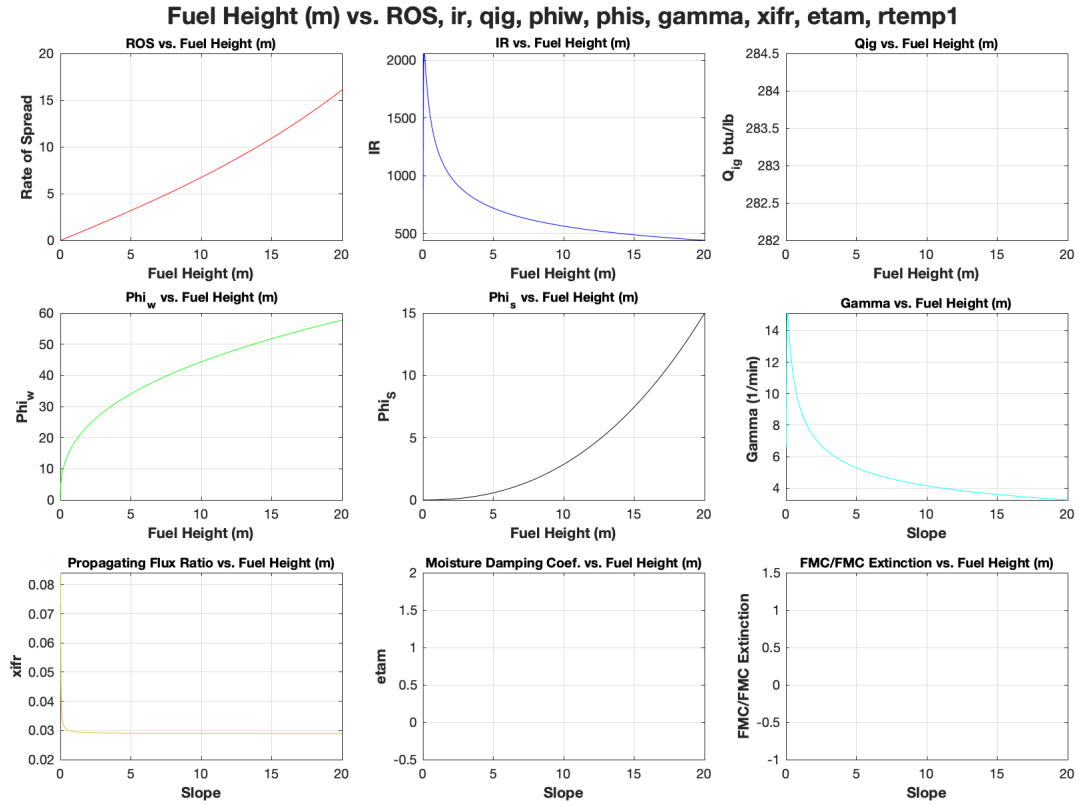 Fuel Height (m) vs. ROS, ir, qig, phiw, phis, gamma, xifr, etam, rtemp1
ROS vs. Fuel Height (m)
20
15
10
5
0
Rate of Spread
0 5 10 15 20
Fuel Height (m)
IR vs. Fuel Height (m)
2000
1500
1000
500
IR
0 5 10 15 20
Fuel Height (m)
Qig vs. Fuel Height (m)
284.5
284
283.5
283
282.5
282
Q_ig btu/lb
0 5 10 15 20
Fuel Height (m)
Phi_w vs. Fuel Height (m)
60
50
40
30
20
10
0
Phi_w
0 5 10 15 20
Fuel Height (m)
Phi_s vs. Fuel Height (m)
15
10
5
0
Phi_S
0 5 10 15 20
Fuel Height (m)
Gamma vs. Fuel Height (m)
14
12
10
8
6
4
Gamma (1/min)
0 5 10 15 20
Slope
Propagating Flux Ratio vs. Fuel Height (m)
0.08
0.07
0.06
0.05
0.04
0.03
0.02
xifr
0 5 10 15 20
Slope
Moisture Damping Coef. vs. Fuel Height (m)
2
1.5
1
0.5
0
-0.5
etam
0 5 10 15 20
Slope
FMC/FMC Extinction vs. Fuel Height (m)
1.5
1
0.5
0
-0.5
-1
FMC/FMC Extinction
0 5 10 15 20
Slope